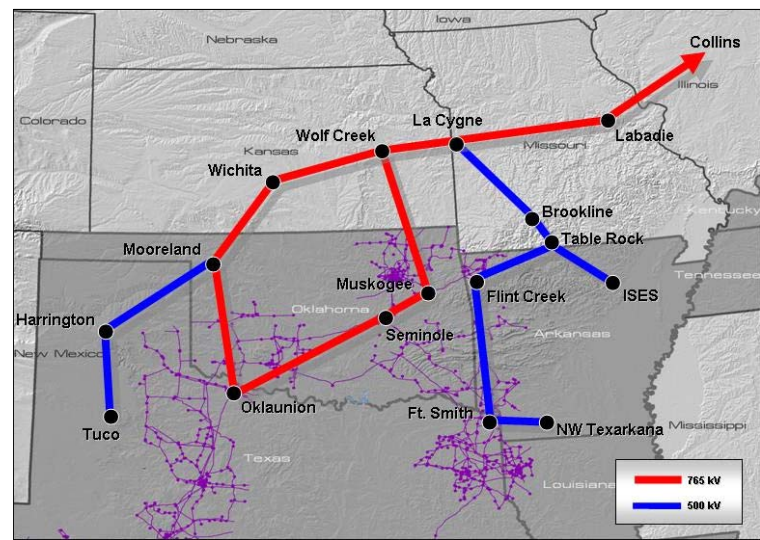 Iowa
Nebraska
Collins
Illinois
Colorado
La Cygne
Wolf Creek
Labadie
Kansas
Missouri
Wichita
Kentucky
Brookline
Table Rock
Mooreland
Tennessee
Muskogee
Flint Creek
ISES
Oklahoma
Harrington
Seminole
Arkansas
New Mexico
Oklaunion
Ft. Smith
NW Texarkana
Mississippi
Tuco
Texas
Louisiana
765 kV
500 kV